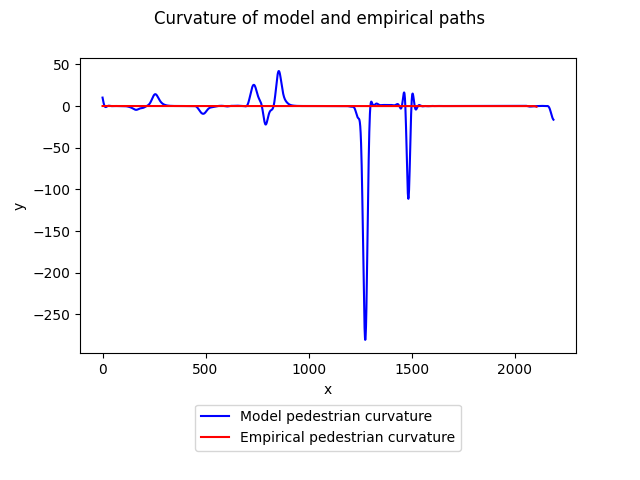 Curvature of model and empirical paths
50
0
−50
−100
−150
−200
−250
y
0
500
1000
1500
2000
x
Model pedestrian curvature
Empirical pedestrian curvature